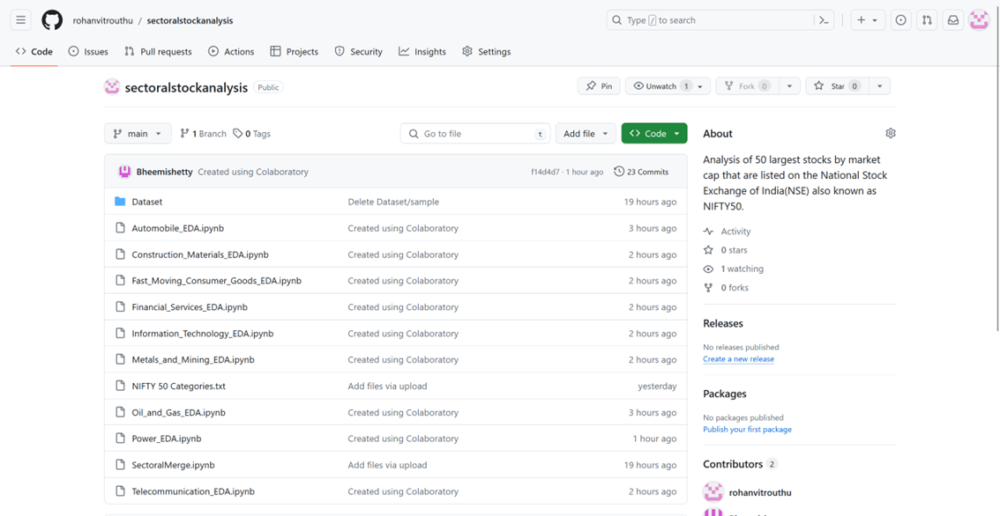 rohanvitrouthu / sectoralstockanalysis
Type / to search
Code Issues Pull requests Actions Projects Security Insights Settings
sectoralstockanalysis Public
Pin Unwatch 1 Fork 0 Star 0
main 1 Branch 0 Tags Go to file t Add file Code
Bheemishetty Created using Colaboratory f14d4d7 · 1 hour ago 23 Commits
Dataset Delete Dataset/sample 19 hours ago
Automobile_EDA.ipynb Created using Colaboratory 3 hours ago
Construction_Materials_EDA.ipynb Created using Colaboratory 2 hours ago
Fast_Moving_Consumer_Goods_EDA.ipynb Created using Colaboratory 2 hours ago
Financial_Services_EDA.ipynb Created using Colaboratory 2 hours ago
Information_Technology_EDA.ipynb Created using Colaboratory 2 hours ago
Metals_and_Mining_EDA.ipynb Created using Colaboratory 2 hours ago
NIFTY 50 Categories.txt Add files via upload yesterday
Oil_and_Gas_EDA.ipynb Created using Colaboratory 3 hours ago
Power_EDA.ipynb Created using Colaboratory 1 hour ago
SectoralMerge.ipynb Add files via upload 19 hours ago
Telecommunication_EDA.ipynb Created using Colaboratory 2 hours ago
About
Analysis of 50 largest stocks by market
cap that are listed on the National Stock
Exchange of India(NSE) also known as
NIFTY50.
Activity
0 stars
1 watching
0 forks
Releases
No releases published
Create a new release
Packages
No packages published
Publish your first package
Contributors 2
rohanvitrouthu